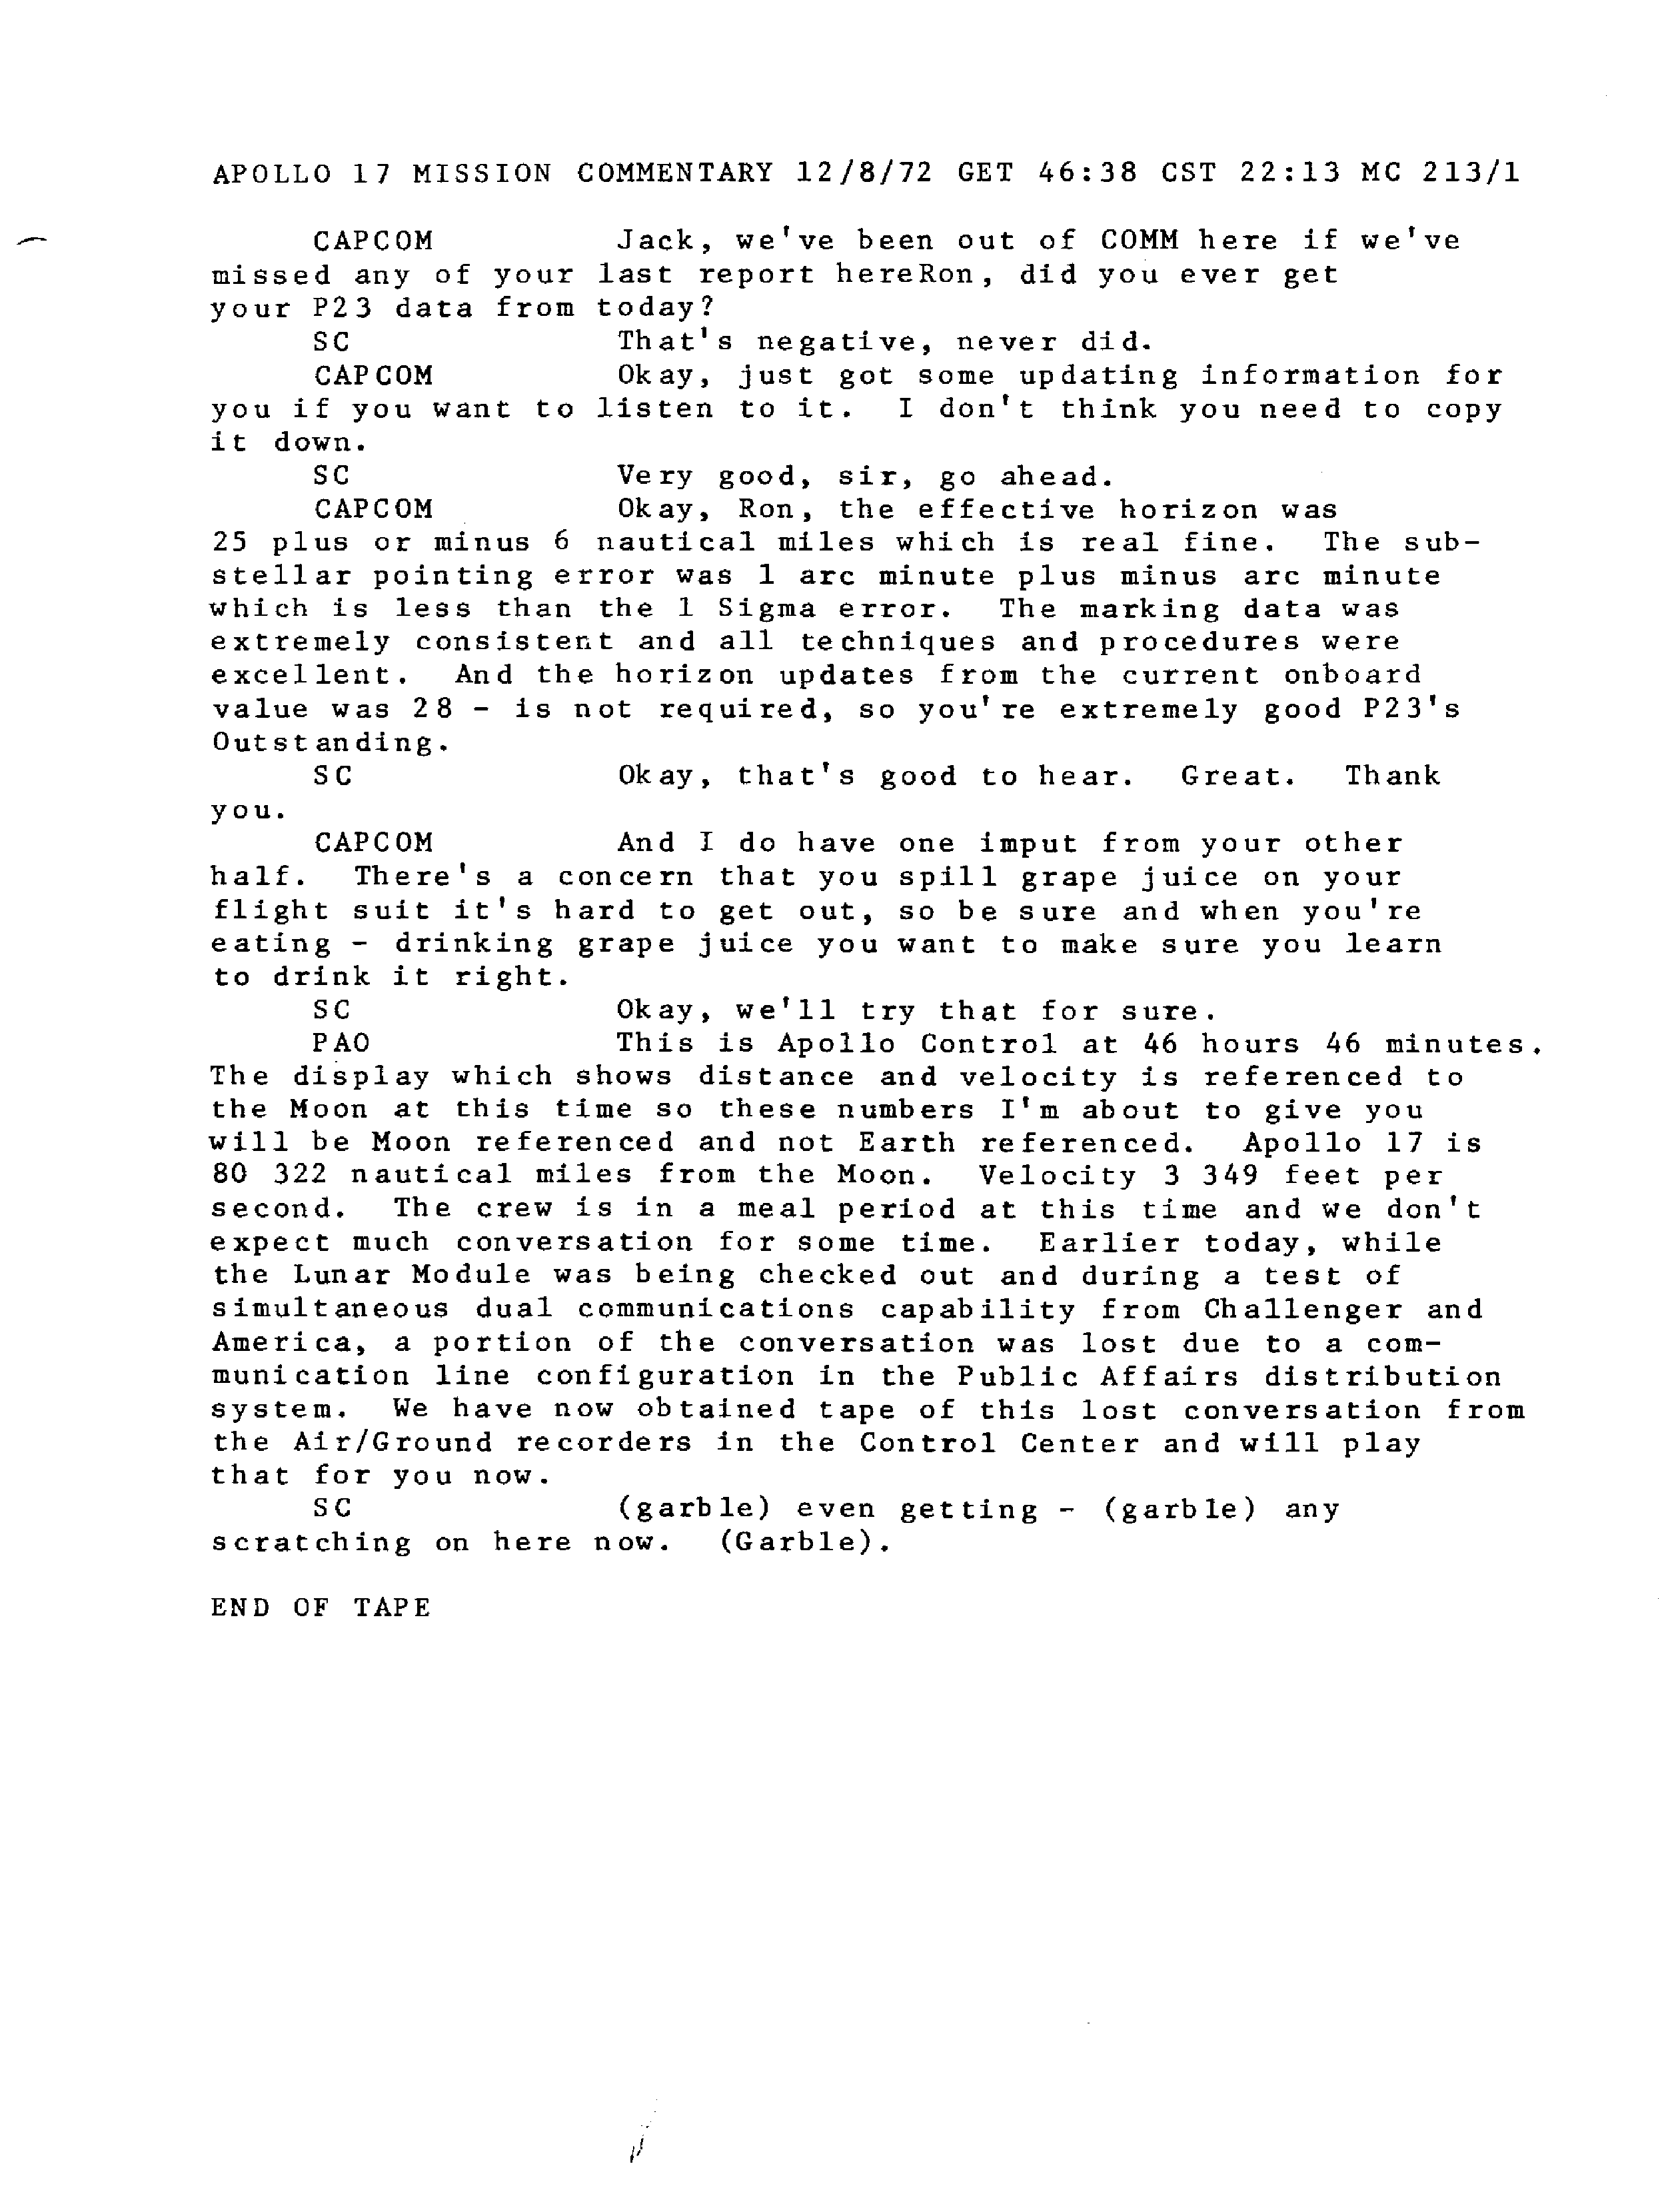 APOLLO 17 MISSION COMMENTARY 12/8/72 GET 46:38 CST 22:13 MC 213/1
CAPCOM Jack, we've been out of COMM here if we've
missed any of your last report hereRon, did you ever get
your P23 data from today?
SC That's negative, never did.
CAPCOM Okay, just got some updating information for
you if you want to listen to it. I don't think you need to copy
it down.
SC Very good, sir, go ahead.
CAPCOM Okay, Ron, the effective horizon was
25 plus or minus 6 nautical miles which is real fine. The sub-
stellar pointing error was 1 arc minute plus minus arc minute
which is less than the 1 Sigma error. The marking data was
extremely consistent and all techniques and procedures were
excellent. And the horizon updates from the current onboard
value was 28 - is not required, so you're extremely good P23's
Outstanding.
SC Okay, that's good to hear. Great. Thank
you.
CAPCOM And I do have one imput from your other
half. There's a concern that you spill grape juice on your
flight suit it's hard to get out, so be sure and when you're
eating - drinking grape juice you want to make sure you learn
to drink it right.
SC Okay, we'll try that for sure.
PAO This is Apollo Control at 46 hours 46 minutes.
The display which shows distance and velocity is referenced to
the Moon at this time so these numbers I'm about to give you
will be Moon referenced and not Earth referenced. Apollo 17 is
80 322 nautical miles from the Moon. Velocity 3 349 feet per
second. The crew is in a meal period at this time and we don't
expect much conversation for some time. Earlier today, while
the Lunar Module was being checked out and during a test of
simultaneous dual communications capability from Challenger and
America, a portion of the conversation was lost due to a com-
munication line configuration in the Public Affairs distribution
system. We have now obtained tape of this lost conversation from
the Air/Ground recorders in the Control Center and will play
that for you now.
SC (garble) even getting - (garble) any
scratching on here now. (Garble).
END OF TAPE